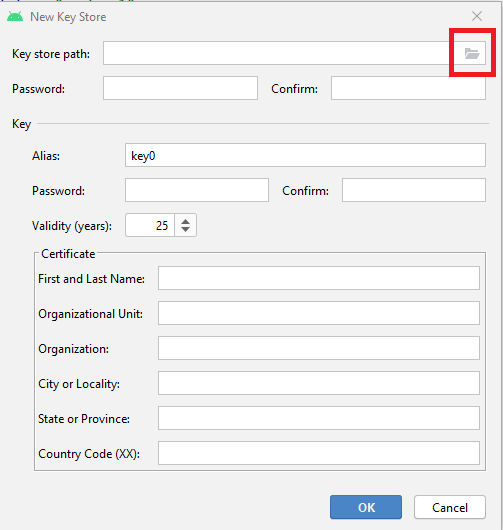 New Key Store
Key store path:
Password: Confirm:
Key
Alias: key0
Password: Confirm:
Validity (years): 25
Certificate
First and Last Name:
Organizational Unit:
Organization:
City or Locality:
State or Province:
Country Code (XX):
OK Cancel